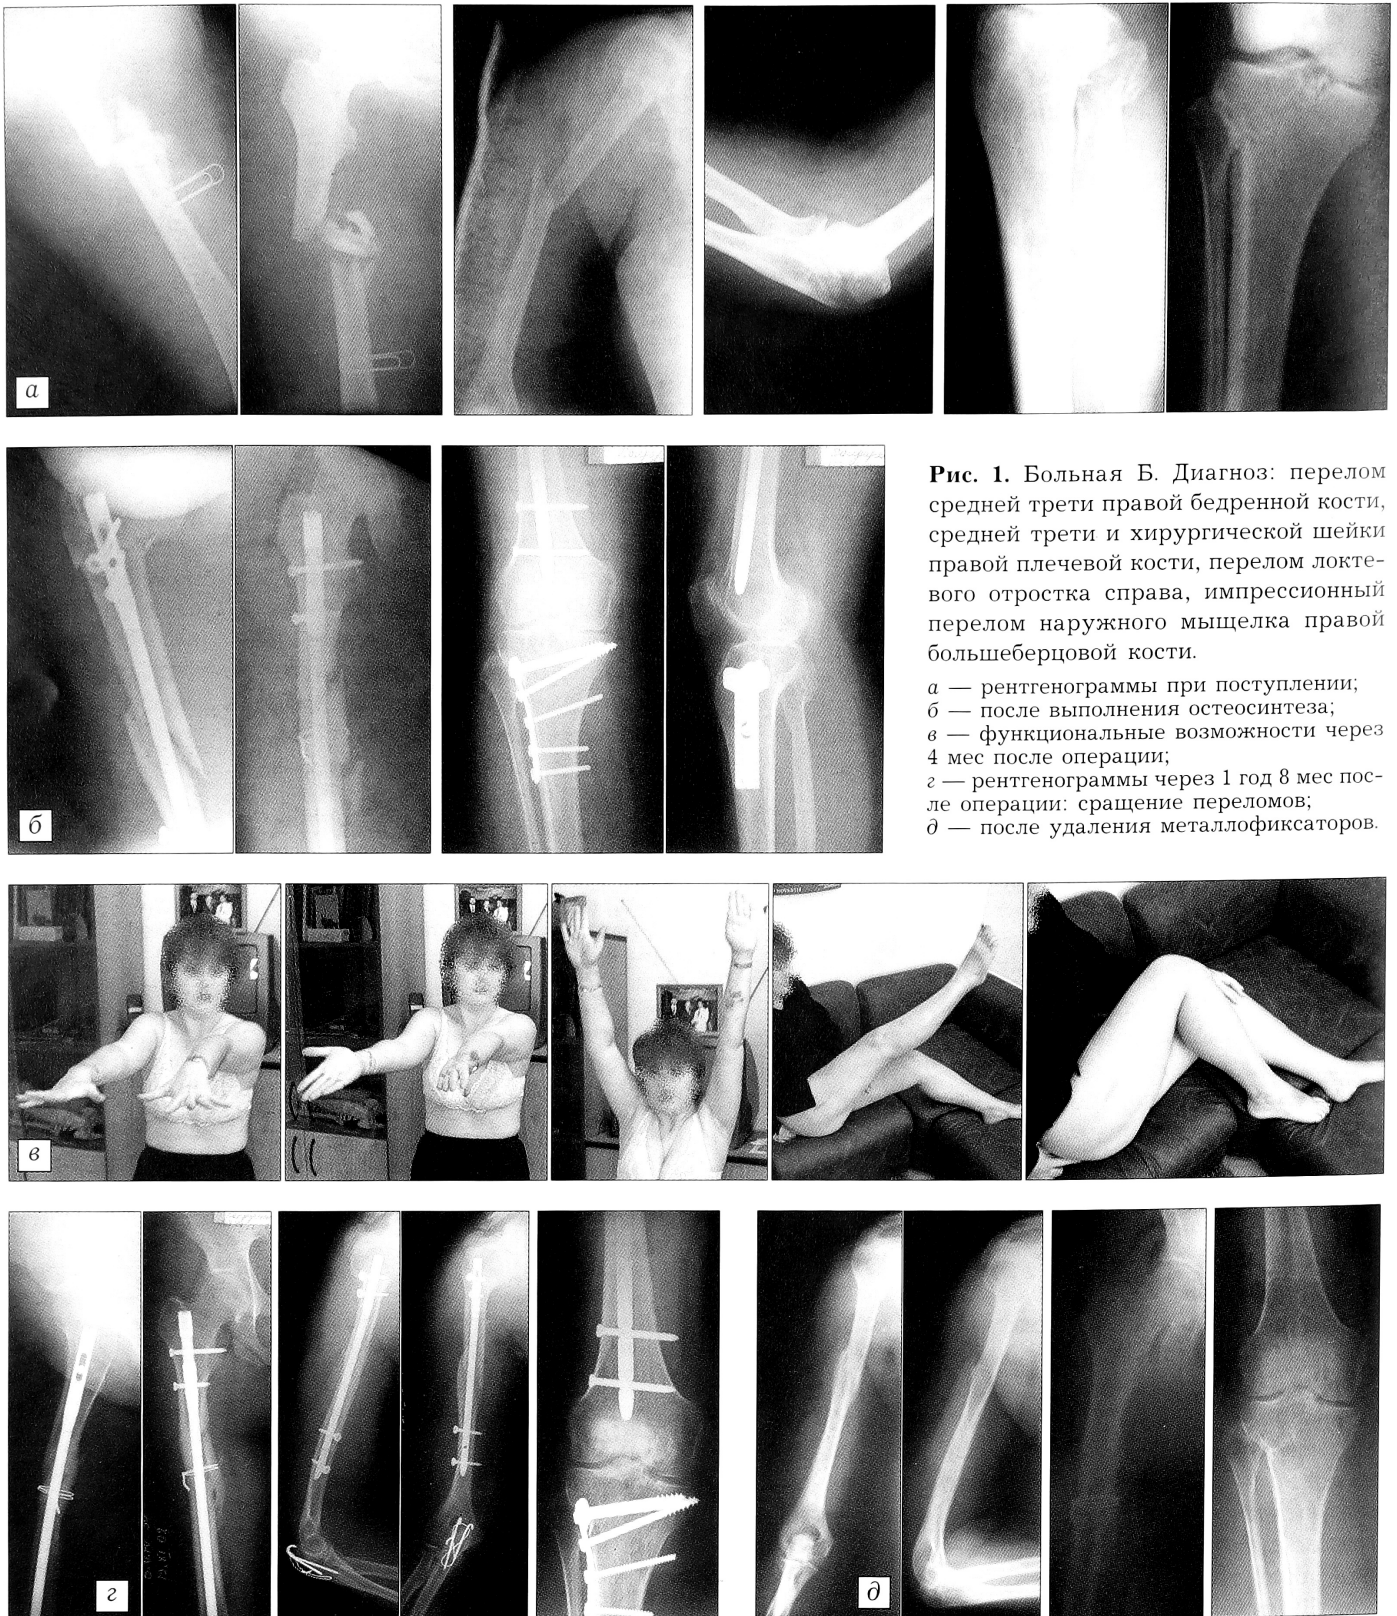 а
Рис. 1. Больная Б. Диагноз: перелом
средней трети правой бедренной кости,
средней трети и хирургической шейки
правой плечевой кости, перелом локте-
вого отростка справа, импрессионный
перелом наружного мыщелка правой
большеберцовой кости.
а — рентгенограммы при поступлении;
б — после выполнения остеосинтеза;
в — функциональные возможности через
4 мес после операции;
г — рентгенограммы через 1 год 8 мес пос-
ле операции: сращение переломов;
д — после удаления металлофиксаторов.
б
в
г
д